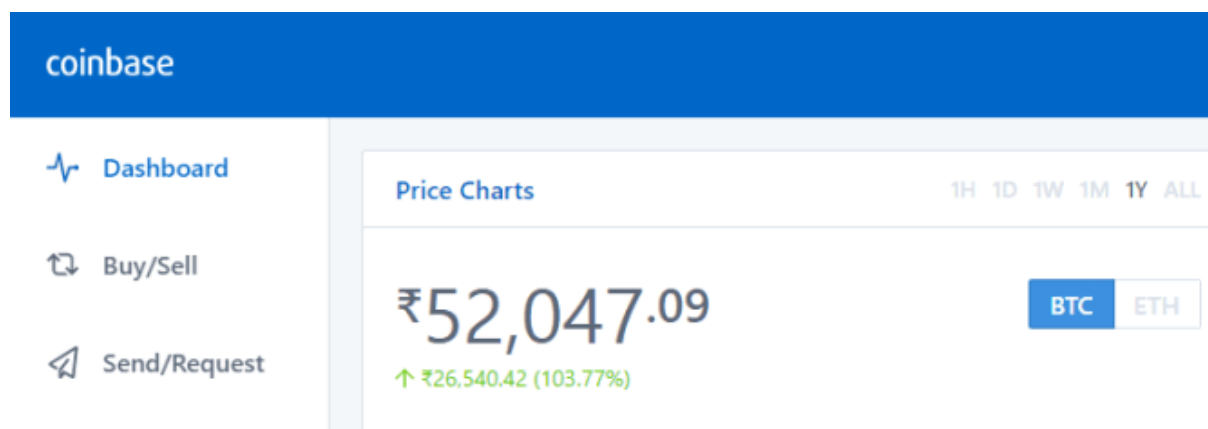 coinbase
Dashboard
Price Charts
1H 1D 1W 1M 1Y ALL
Buy/Sell
₹52,047.09
BTC ETH
Send/Request
↑ ₹26,540.42 (103.77%)